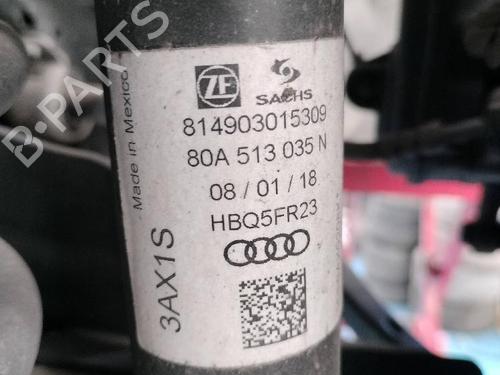 B-PARTS
ZF
SACHS
814903015309
80A 513 035 N
08 / 01 / 18
HBQ5FR23
Made in Mexico
3AX1S